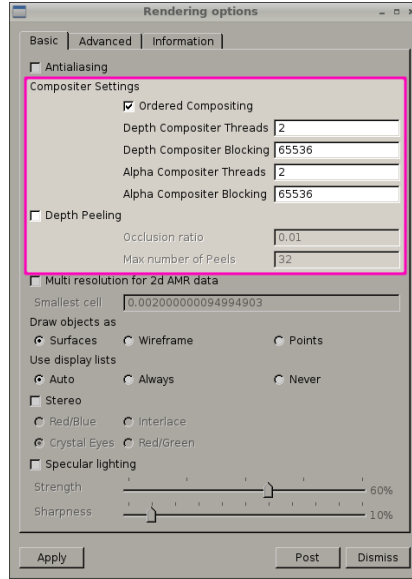 Rendering options
Basic Advanced Information
Antialiasing
Compositer Settings
Ordered Compositing
Depth Compositer Threads 2
Depth Compositer Blocking 65536
Alpha Compositer Threads 2
Alpha Compositer Blocking 65536
Depth Peeling
Occlusion ratio 0.01
Max number of Peels 32
Multi resolution for 2d AMR data
Smallest cell 0.002000000094994903
Draw objects as
Surfaces Wireframe Points
Use display lists
Auto Always Never
Stereo
Red/Blue Interlace
Crystal Eyes Red/Green
Specular lighting
Strength 60%
Sharpness 10%
Apply Post Dismiss